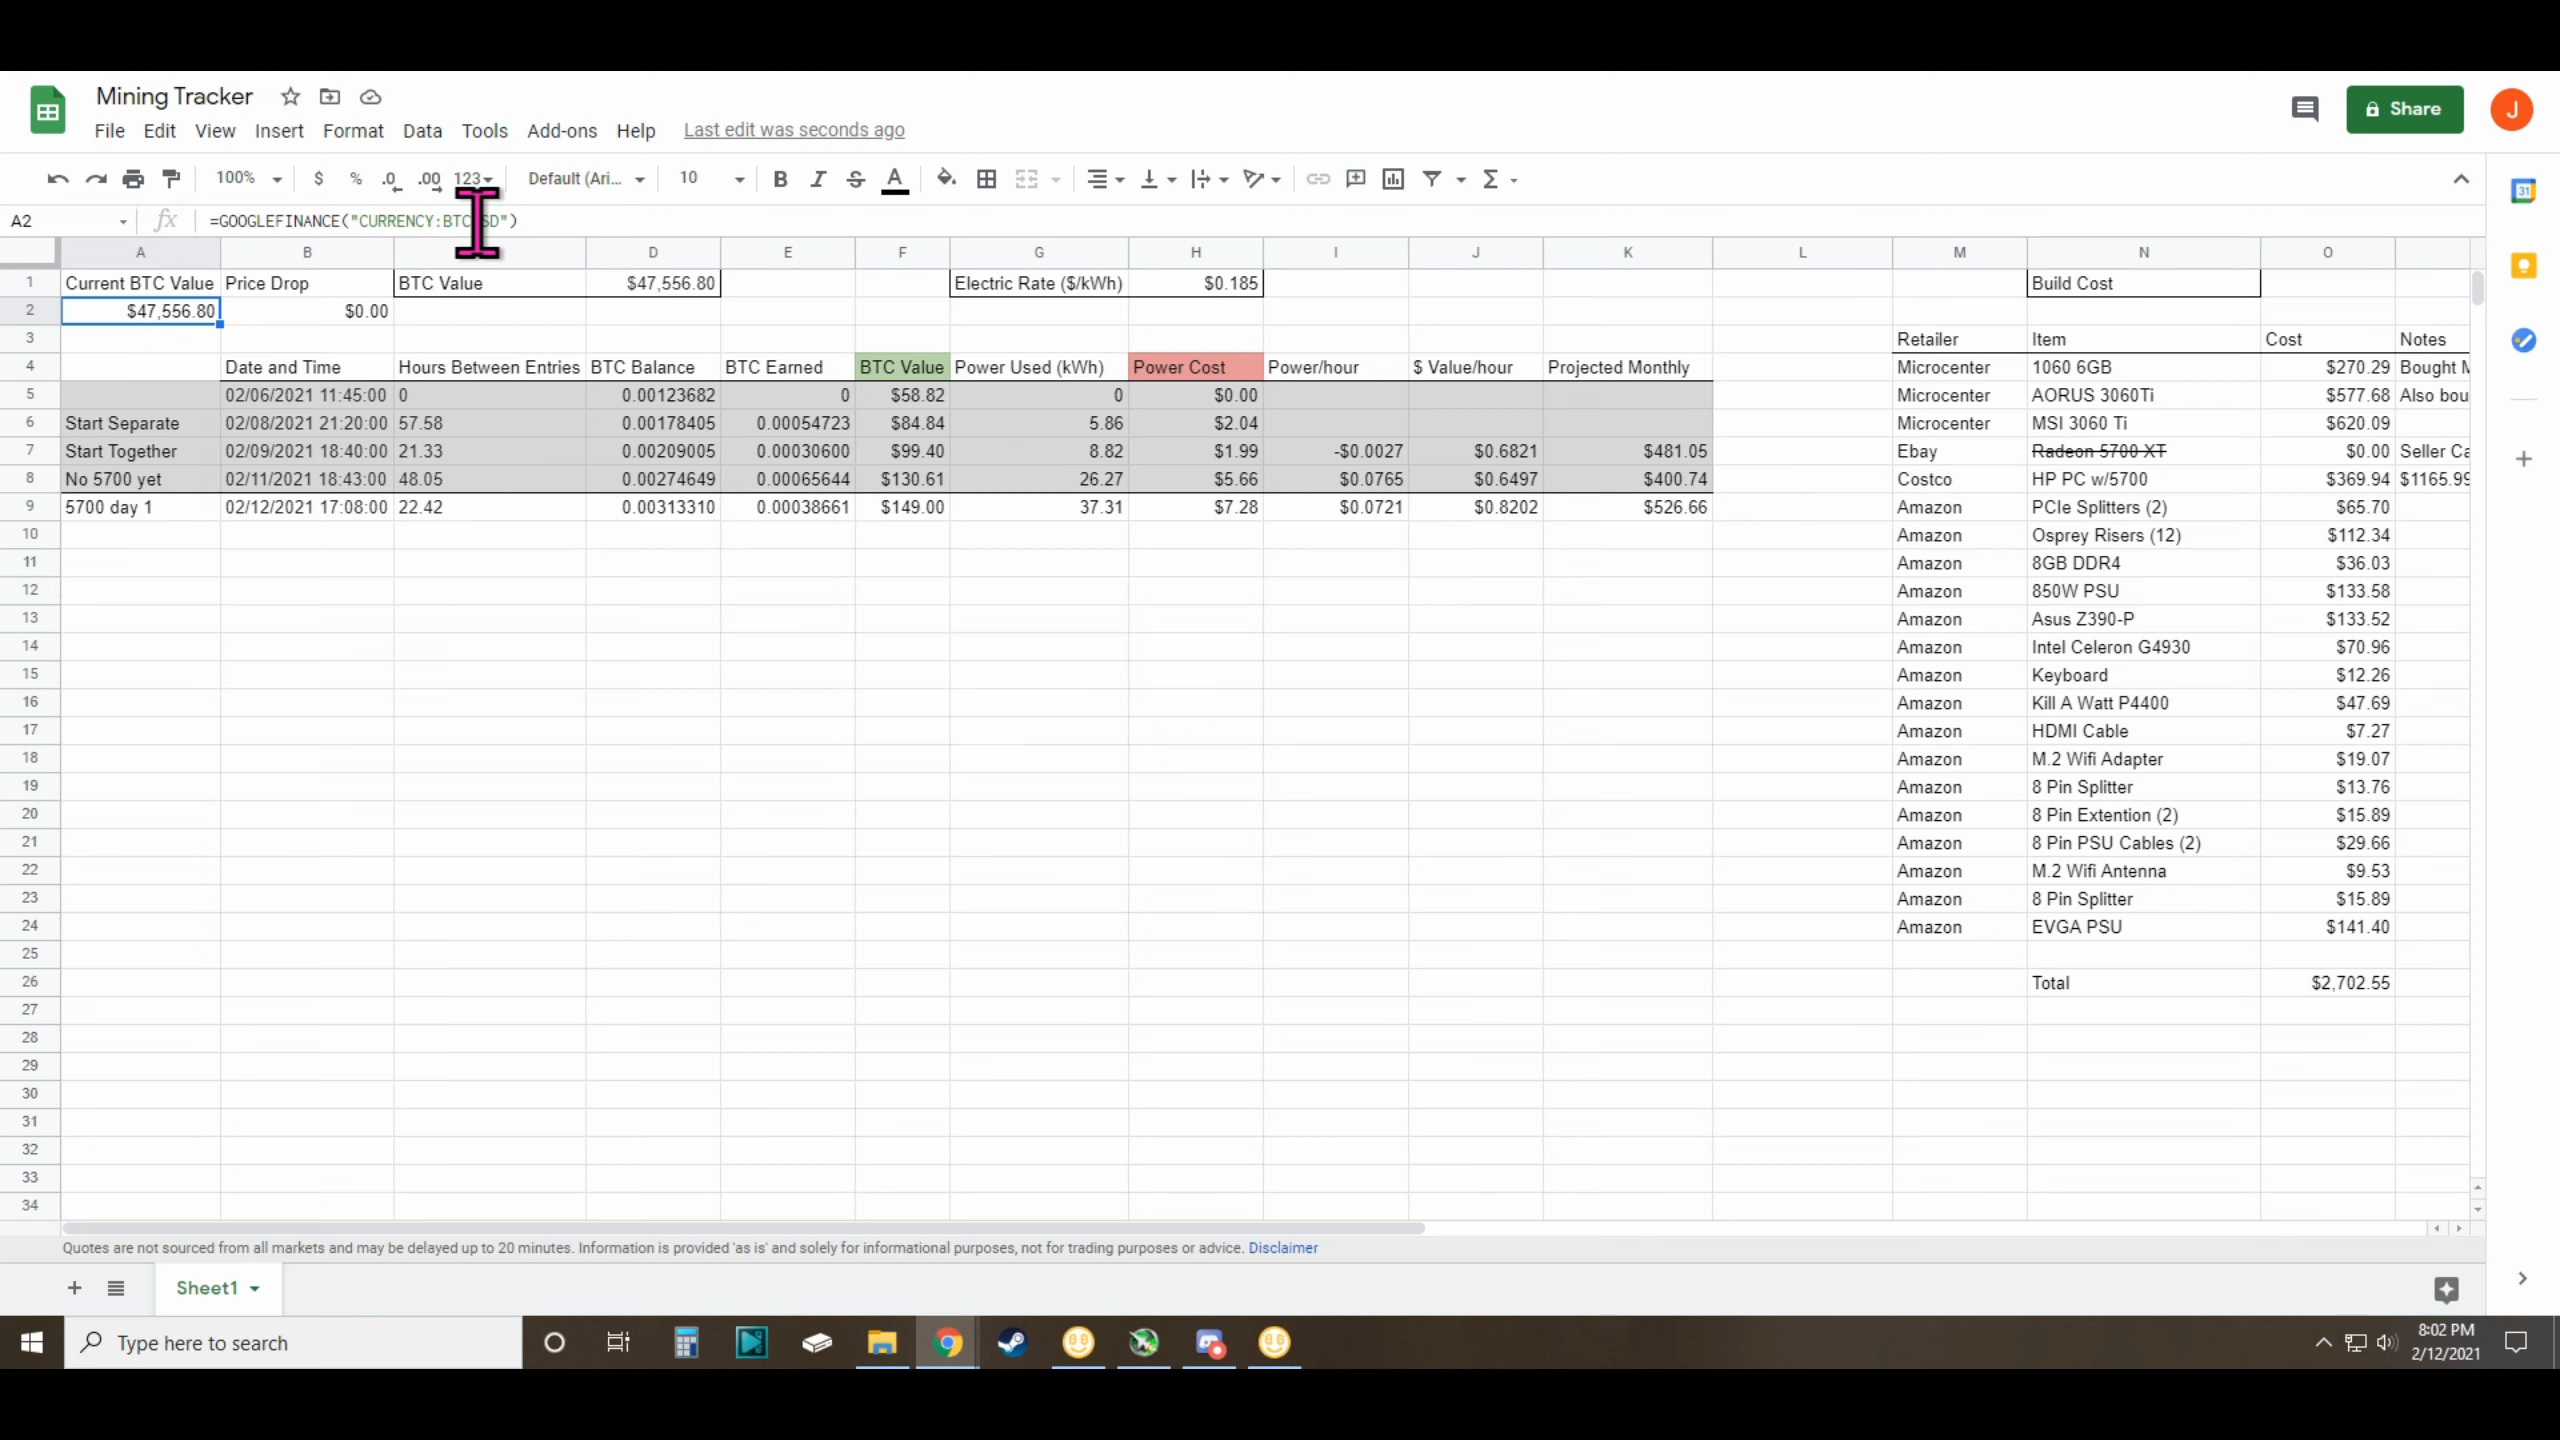 Mining Tracker
File Edit View Insert Format Data Tools Add-ons Help Last edit was seconds ago
Share
J
100% $ % .0 .00 123 Default (Ari... 10 B I S A
31
A2 fx =GOOGLEFINANCE("CURRENCY:BTC SD")
A B D E F G H I J K L M N O
1 Current BTC Value Price Drop BTC Value $47,556.80 Electric Rate ($/kWh) $0.185 Build Cost
2 $47,556.80 $0.00
3 Retailer Item Cost Notes
4 Date and Time Hours Between Entries BTC Balance BTC Earned BTC Value Power Used (kWh) Power Cost Power/hour $ Value/hour Projected Monthly Microcenter 1060 6GB $270.29 Bought
5 02/06/2021 11:45:00 0 0.00123682 0 $58.82 0 $0.00 Microcenter AORUS 3060Ti $577.68 Also bou
6 Start Separate 02/08/2021 21:20:00 57.58 0.00178405 0.00054723 $84.84 5.86 $2.04 Microcenter MSI 3060 Ti $620.09
7 Start Together 02/09/2021 18:40:00 21.33 0.00209005 0.00030600 $99.40 8.82 $1.99 -$0.0027 $0.6821 $481.05 Ebay Radeon 5700 XT $0.00 Seller Ca
8 No 5700 yet 02/11/2021 18:43:00 48.05 0.00274649 0.00065644 $130.61 26.27 $5.66 $0.0765 $0.6497 $400.74 Costco HP PC w/5700 $369.94 $1165.99
9 5700 day 1 02/12/2021 17:08:00 22.42 0.00313310 0.00038661 $149.00 37.31 $7.28 $0.0721 $0.8202 $526.66 Amazon PCIe Splitters (2) $65.70
10 Amazon Osprey Risers (12) $112.34
11 Amazon 8GB DDR4 $36.03
12 Amazon 850W PSU $133.58
13 Amazon Asus Z390-P $133.52
14 Amazon Intel Celeron G4930 $70.96
15 Amazon Keyboard $12.26
16 Amazon Kill A Watt P4400 $47.69
17 Amazon HDMI Cable $7.27
18 Amazon M.2 Wifi Adapter $19.07
19 Amazon 8 Pin Splitter $13.76
20 Amazon 8 Pin Extention (2) $15.89
21 Amazon 8 Pin PSU Cables (2) $29.66
22 Amazon M.2 Wifi Antenna $9.53
23 Amazon 8 Pin Splitter $15.89
24 Amazon EVGA PSU $141.40
25
26 Total $2,702.55
27
28
29
30
31
32
33
34
Quotes are not sourced from all markets and may be delayed up to 20 minutes. Information is provided 'as is' and solely for informational purposes, not for trading purposes or advice. Disclaimer
Sheet1
Type here to search
8:02 PM
2/12/2021